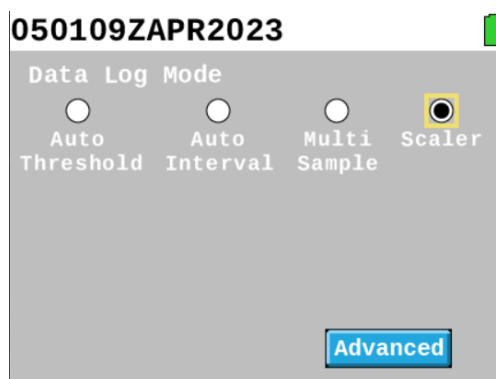 050109ZAPR2023
Data Log Mode
Auto Threshold
Auto Interval
Multi Sample
Scaler
Advanced